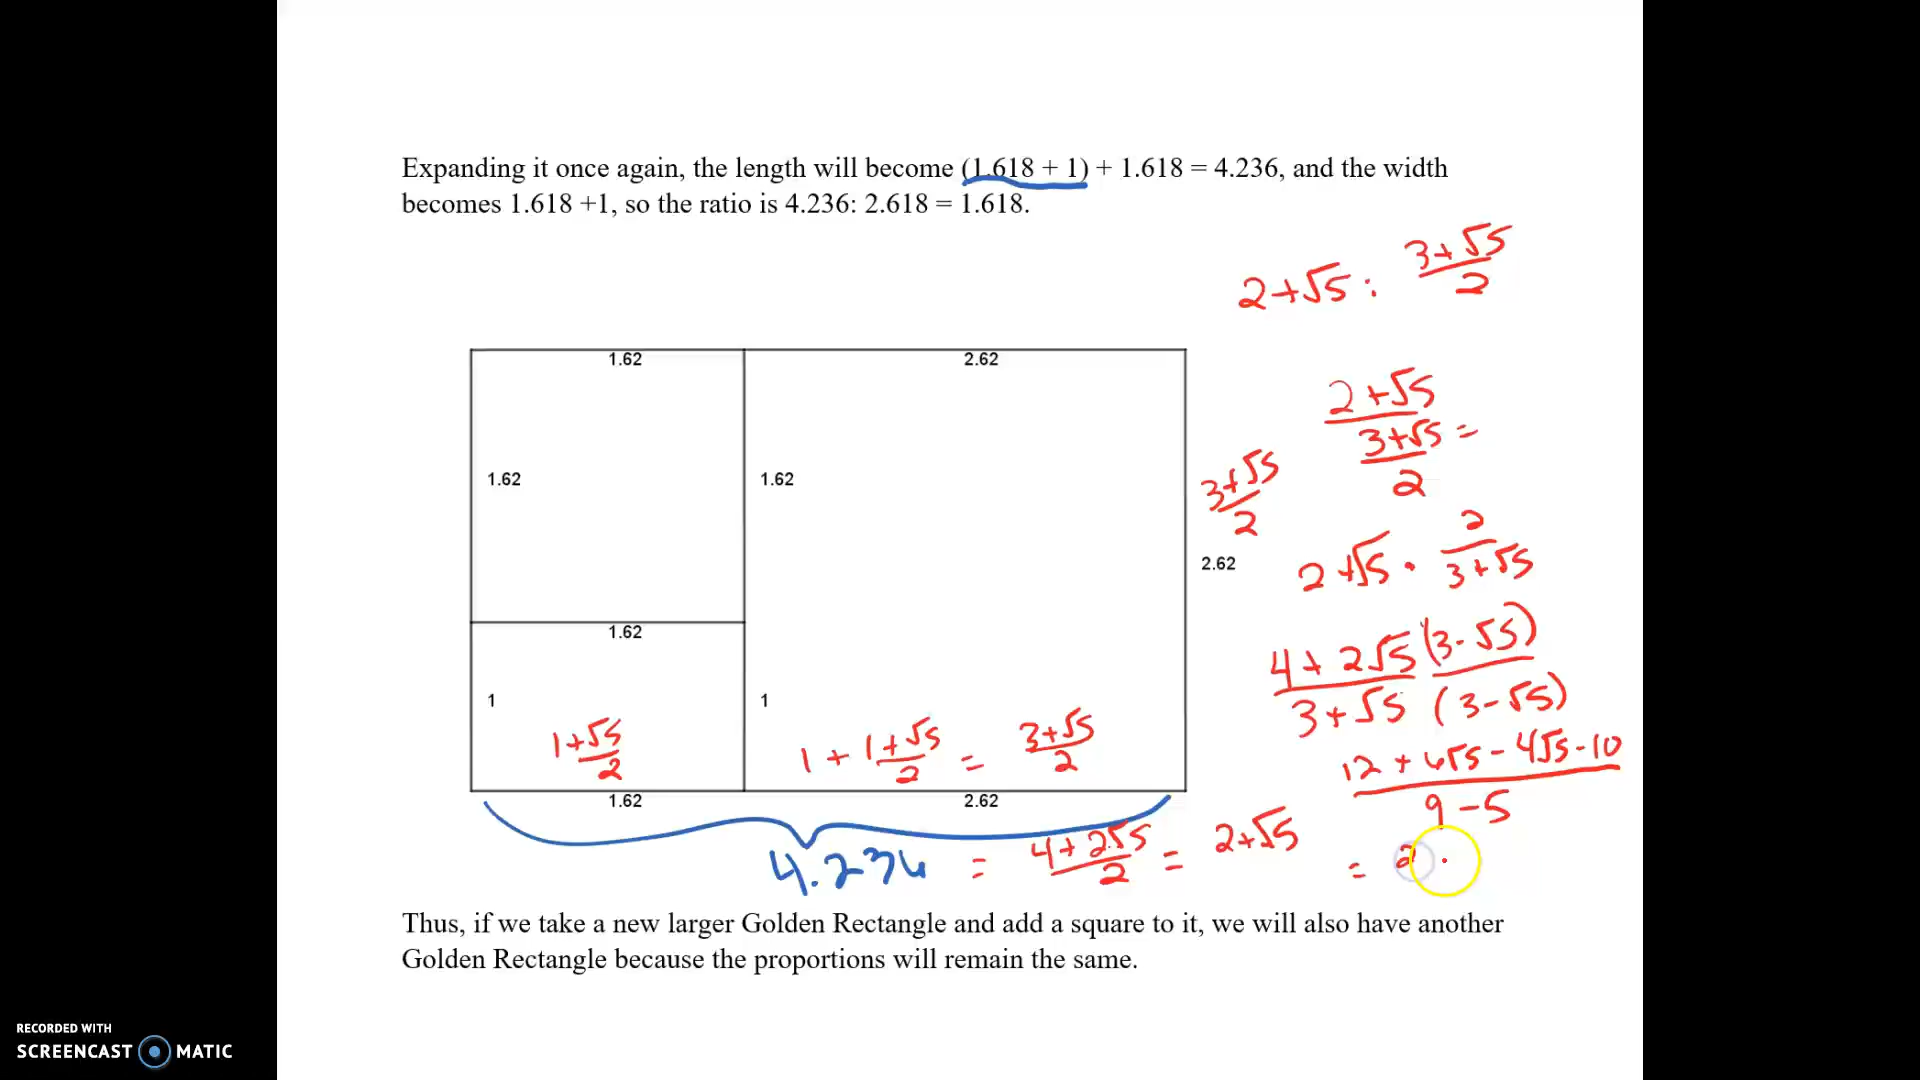 Expanding it once again, the length will become (1.618 + 1) + 1.618 = 4.236, and the width
becomes 1.618 +1, so the ratio is 4.236: 2.618 = 1.618.
2+√5 : (3+√5)/2
1.62 2.62
(2+√5)/((3+√5)/2) =
1.62 1.62
(3+√5)/2
2+√5 · 2/(3+√5)
2.62
1.62
(4+2√5)(3-√5)
(3+√5)(3-√5)
1 1
(1+√5)/2 1 + (1+√5)/2 = (3+√5)/2
(12 + 6√5 - 4√5 - 10)/(9-5)
1.62 2.62
4.236 = (4+2√5)/2 = 2+√5
= 2
Thus, if we take a new larger Golden Rectangle and add a square to it, we will also have another
Golden Rectangle because the proportions will remain the same.
RECORDED WITH
SCREENCAST MATIC